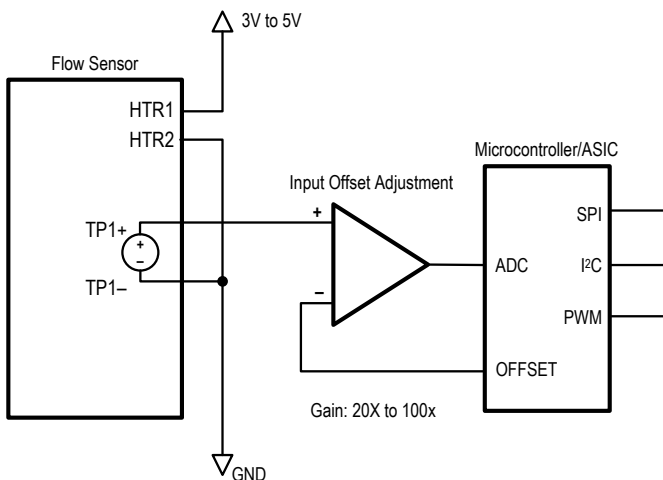 3V to 5V
Flow Sensor
HTR1
HTR2
Microcontroller/ASIC
Input Offset Adjustment
SPI
+
TP1+
+
ADC
I²C
–
TP1–
–
PWM
OFFSET
Gain: 20X to 100x
GND